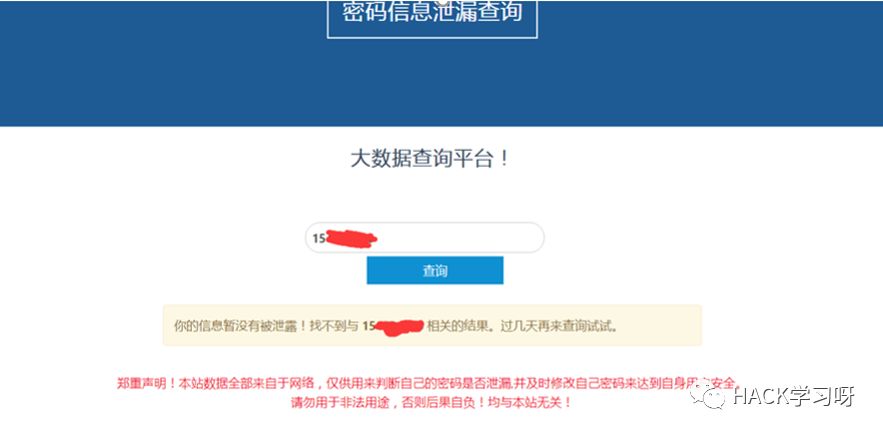 密码信息泄漏查询
大数据查询平台！
15
查询
你的信息暂没有被泄露！找不到与 15 相关的结果。过几天再来查询试试。
郑重声明！本站数据全部来自于网络，仅供用来判断自己的密码是否泄漏,并及时修改自己密码来达到自身用户安全。
请勿用于非法用途，否则后果自负！均与本站无关！
HACK学习呀